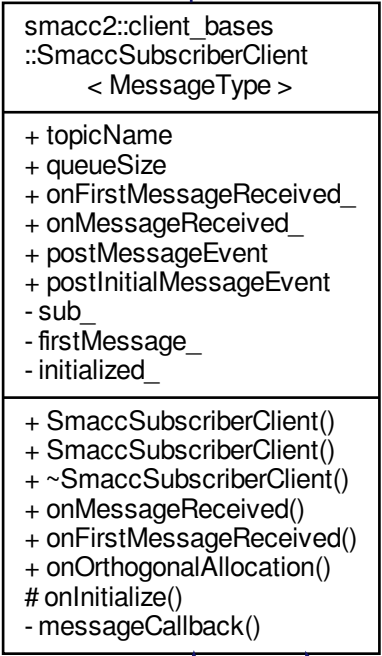 smacc2::client_bases
::SmaccSubscriberClient
< MessageType >
+ topicName
+ queueSize
+ onFirstMessageReceived_
+ onMessageReceived_
+ postMessageEvent
+ postInitialMessageEvent
- sub_
- firstMessage_
- initialized_
+ SmaccSubscriberClient()
+ SmaccSubscriberClient()
+ ~SmaccSubscriberClient()
+ onMessageReceived()
+ onFirstMessageReceived()
+ onOrthogonalAllocation()
# onInitialize()
- messageCallback()